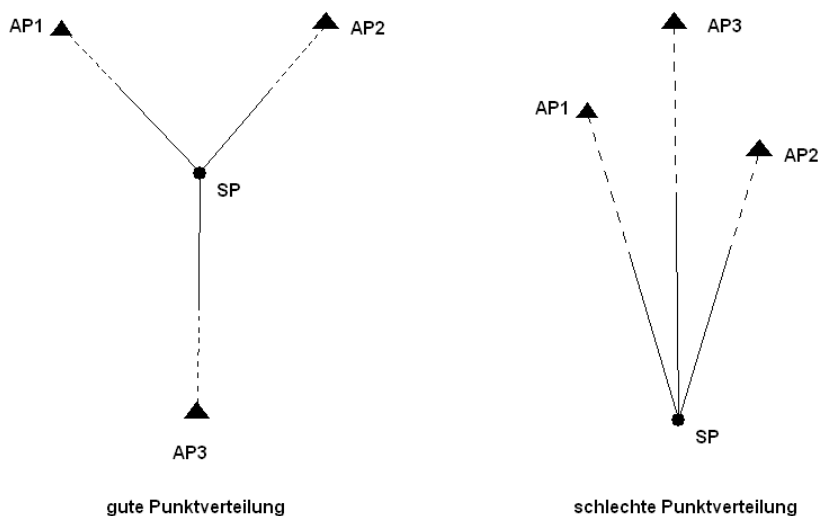 AP1
AP2
SP
AP3
gute Punktverteilung
AP3
AP1
AP2
SP
schlechte Punktverteilung